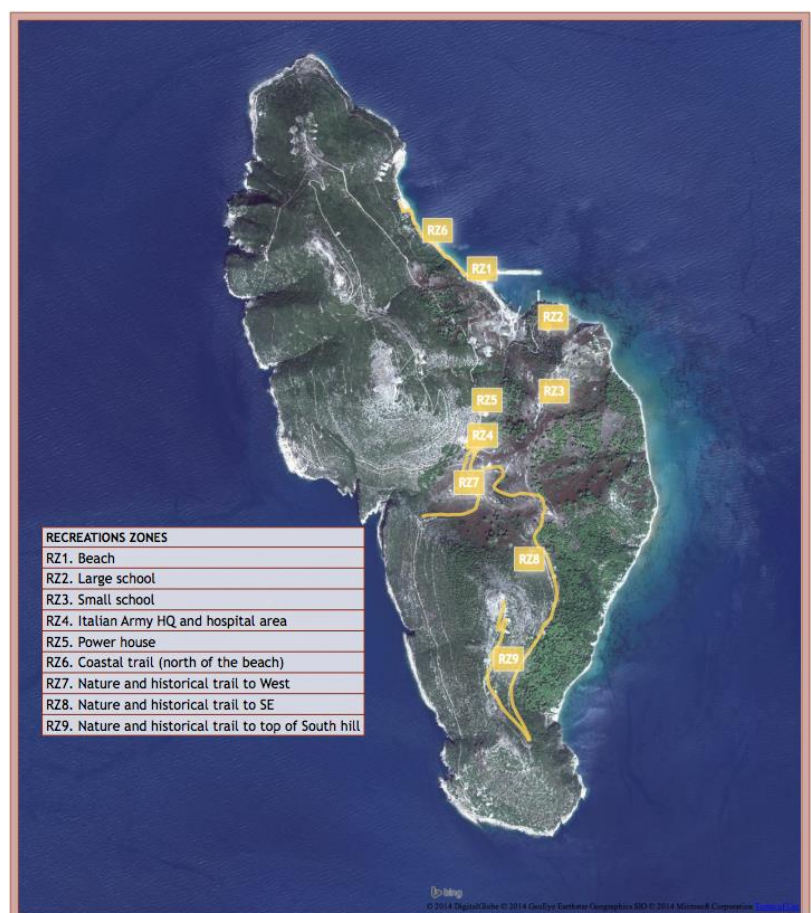 RZ6
RZ1
RZ2
RZ3
RZ5
RZ4
RZ7
RZ8
RZ9
RECREATIONS ZONES
RZ1. Beach
RZ2. Large school
RZ3. Small school
RZ4. Italian Army HQ and hospital area
RZ5. Power house
RZ6. Coastal trail (north of the beach)
RZ7. Nature and historical trail to West
RZ8. Nature and historical trail to SE
RZ9. Nature and historical trail to top of South hill
bing
© 2014 DigitalGlobe © 2014 GeoEye Earthstar Geographics SIO © 2014 Microsoft Corporation Terms of Use